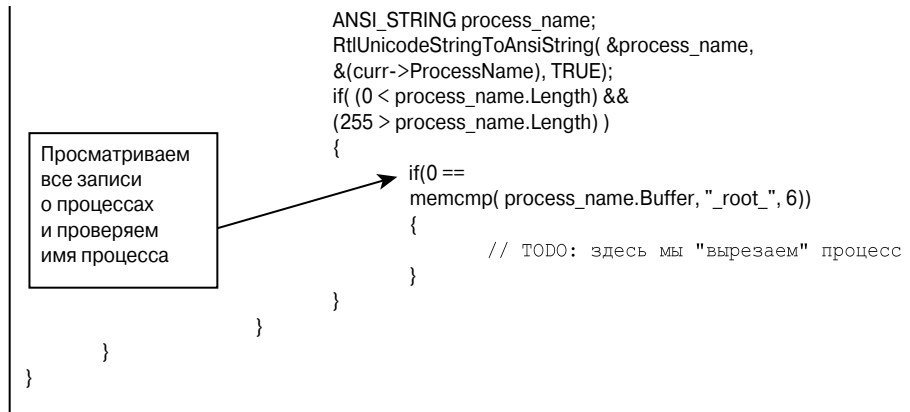 ANSI_STRING process_name;
RtlUnicodeStringToAnsiString( &process_name,
&(curr->ProcessName), TRUE);
if( (0 < process_name.Length) &&
(255 > process_name.Length) )
{
Просматриваем
все записи
о процессах
и проверяем
имя процесса
if(0 ==
memcmp( process_name.Buffer, "_root_", 6))
{
// TODO: здесь мы "вырезаем" процесс
}
}
}
}
}